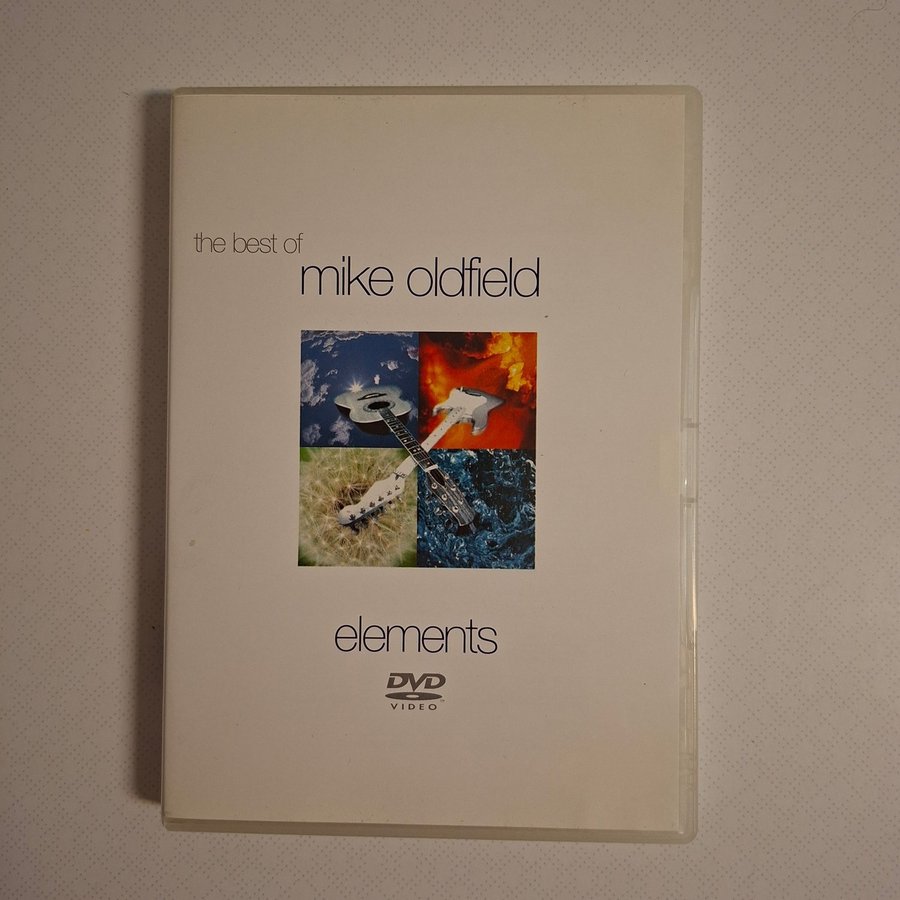 the best of
mike oldfield
elements
DVD
VIDEO